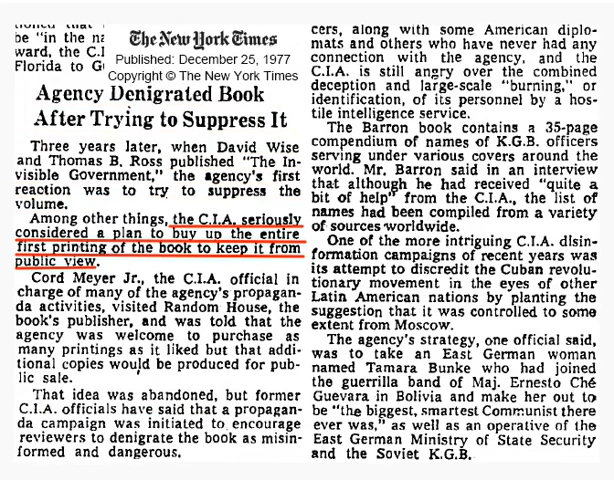 be "in the na
ward, the C.I
Florida to G
The New York Times
Published: December 25, 1977
Copyright © The New York Times
Agency Denigrated Book
After Trying to Suppress It
Three years later, when David Wise
and Thomas B. Ross published "The In-
visible Government," the agency's first
reaction was to try to suppress the
volume.
Among other things, the C.I.A. seriously
considered a plan to buy up the entire
first printing of the book to keep it from
public view.
Cord Meyer Jr., the C.I.A. official in
charge of many of the agency's propagan-
da activities, visited Random House, the
book's publisher, and was told that the
agency was welcome to purchase as
many printings as it liked but that addi-
tional copies would be produced for pub-
lic sale.
That idea was abandoned, but former
C.I.A. officials have said that a propagan-
da campaign was initiated to encourage
reviewers to denigrate the book as misin-
formed and dangerous.
cers, along with some American diplo-
mats and others who have never had any
connection with the agency, and the
C.I.A. is still angry over the combined
deception and large-scale "burning," or
identification, of its personnel by a hos-
tile intelligence service.
The Barron book contains a 35-page
compendium of names of K.G.B. officers
serving under various covers around the
world. Mr. Barron said in an interview
that although he had received "quite a
bit of help" from the C.I.A., the list of
names had been compiled from a variety
of sources worldwide.
One of the more intriguing C.I.A. disin-
formation campaigns of recent years was
its attempt to discredit the Cuban revolu-
tionary movement in the eyes of other
Latin American nations by planting the
suggestion that it was controlled to some
extent from Moscow.
The agency's strategy, one official said,
was to take an East German woman
named Tamara Bunke who had joined
the guerrilla band of Maj. Ernesto Ché
Guevara in Bolivia and make her out to
be "the biggest, smartest Communist there
ever was," as well as an operative of the
East German Ministry of State Security
and the Soviet K.G.B.